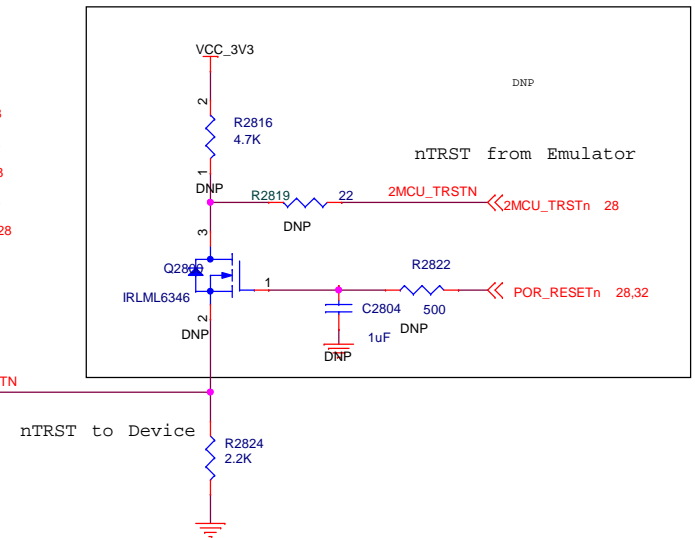 VCC_3V3
DNP
2
R2816
4.7K
nTRST from Emulator
1
DNP
R2819
22
2MCU_TRSTN
2MCU_TRSTn 28
DNP
3
28
R2822
1
IRLML6346
C2804
500
POR_RESETn 28,32
1uF
DNP
2
DNP
DNP
TN
nTRST to Device
R2824
2.2K